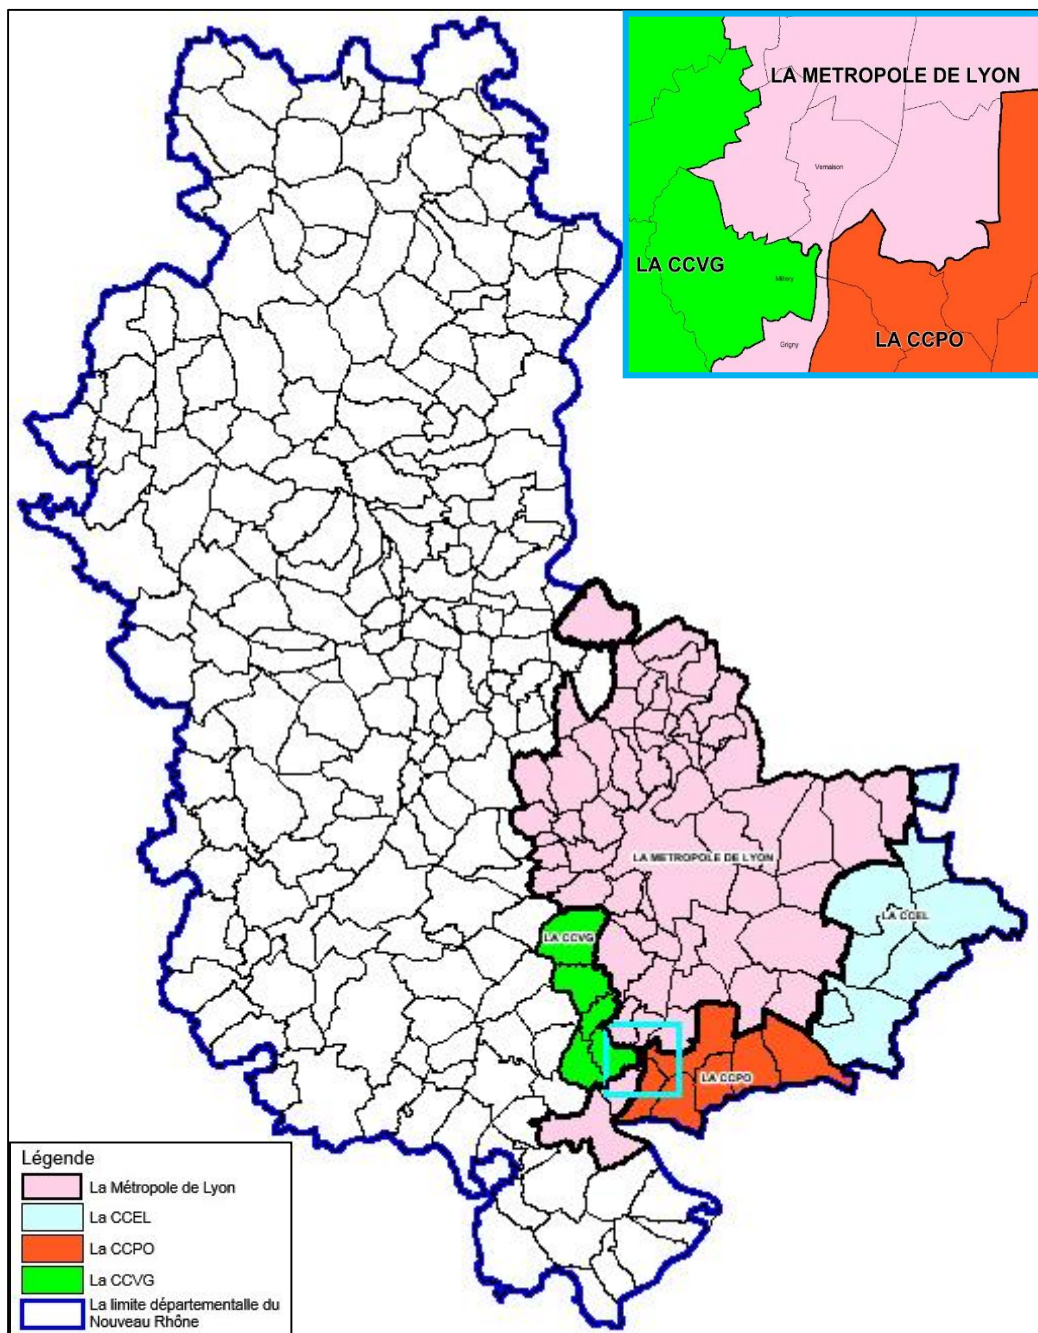 LA METROPOLE DE LYON
Vernaison
LA CCVG
Millery
LA CCPO
Grigny
LA METROPOLE DE LYON
LA CCEL
LA CCVG
LA CCPO
Légende
La Métropole de Lyon
La CCEL
La CCPO
La CCVG
La limite départementalle du
Nouveau Rhône